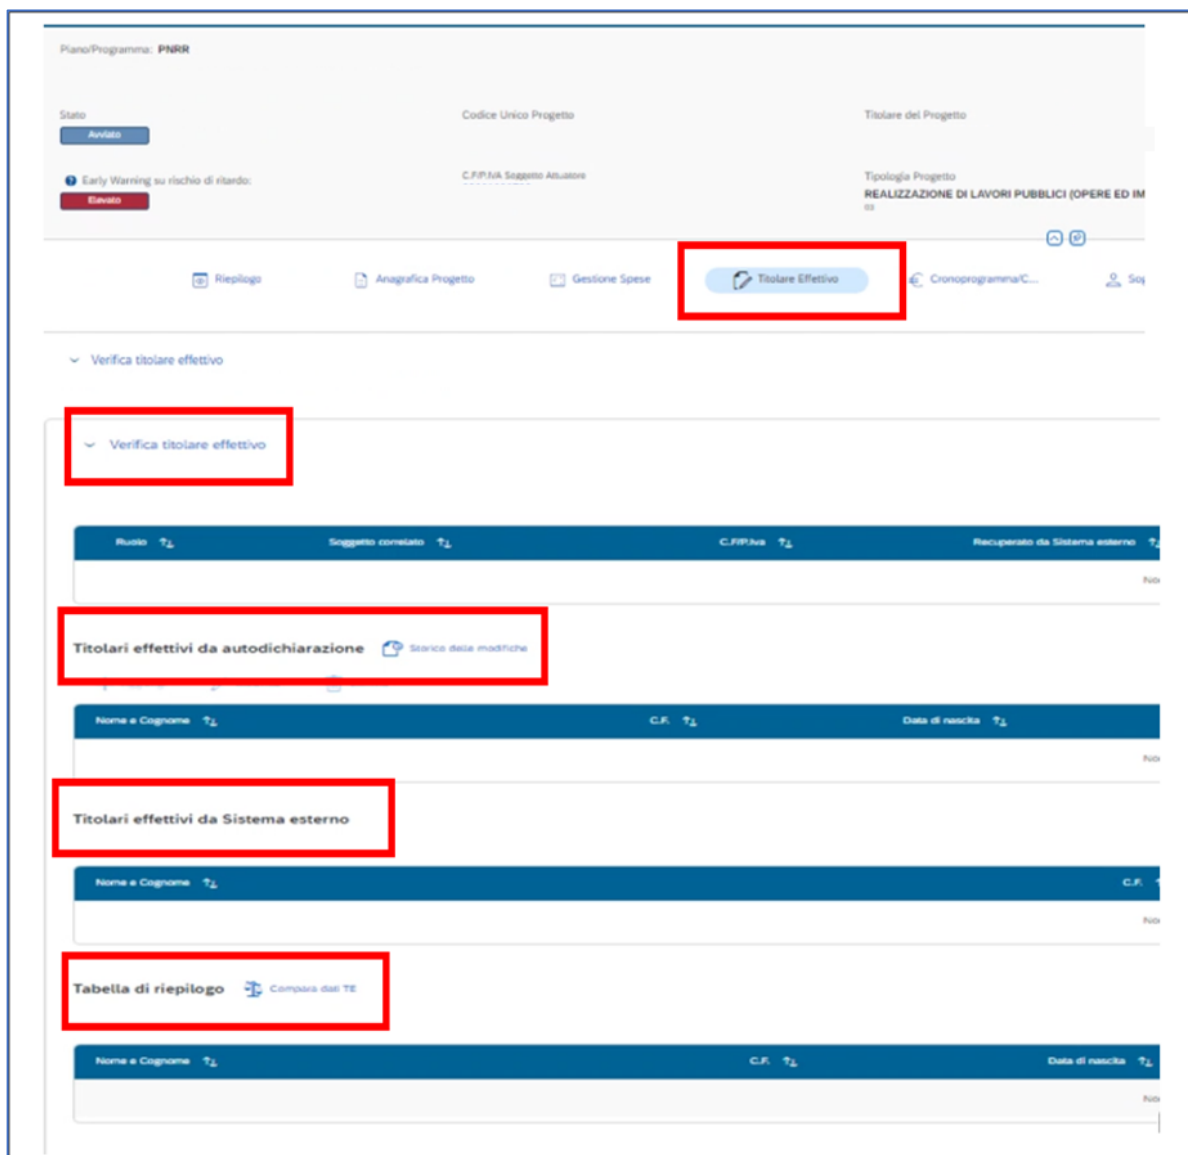 Piano/Programma: PNRR
Stato Codice Unico Progetto Titolare del Progetto
Avviato
Early Warning su rischio di ritardo: C.F/P.IVA Soggetto Attuatore Tipologia Progetto
Elevato REALIZZAZIONE DI LAVORI PUBBLICI (OPERE ED IM
03
Riepilogo Anagrafica Progetto Gestione Spese Titolare Effettivo Cronoprogramma/C... Sog
Verifica titolare effettivo
Verifica titolare effettivo
Ruolo Soggetto correlato C.F/P.Iva Recuperato da Sistema esterno
Titolari effettivi da autodichiarazione Storico delle modifiche
Nome e Cognome C.F. Data di nascita
Titolari effettivi da Sistema esterno
Nome e Cognome C.F.
Tabella di riepilogo Compara dati TE
Nome e Cognome C.F. Data di nascita